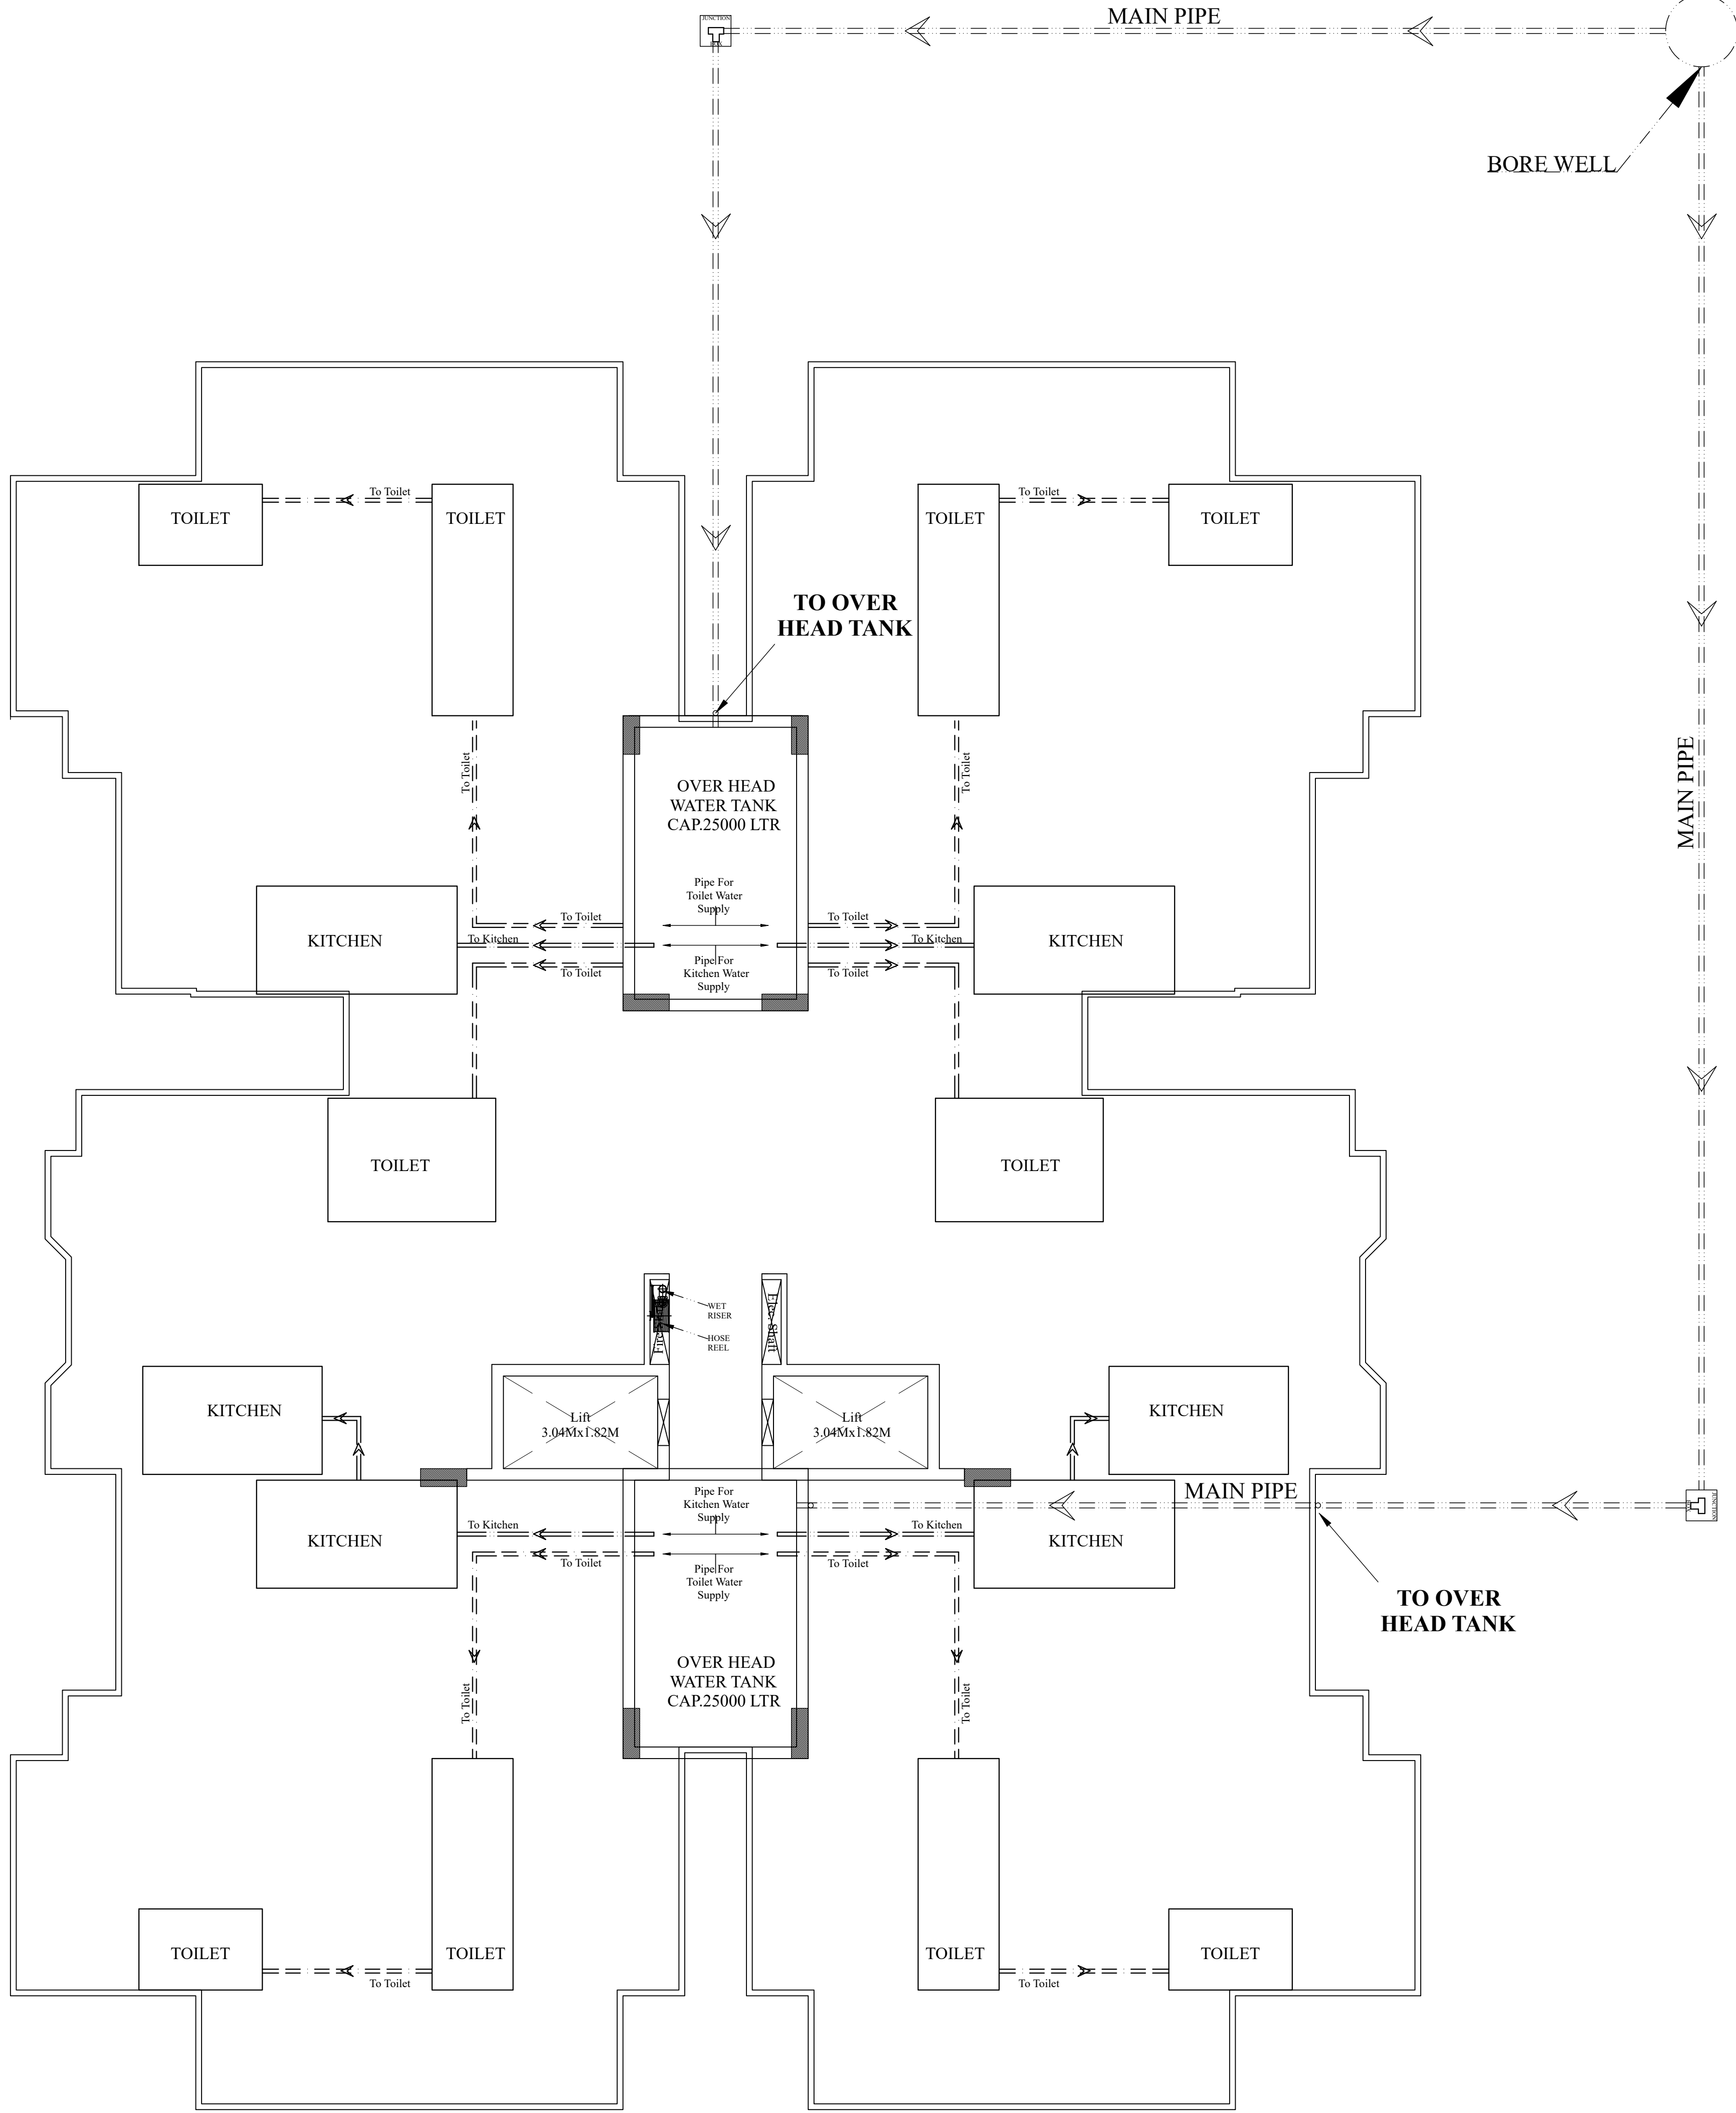 JUNCTION
MAIN PIPE
BORE WELL
To Toilet
To Toilet
TOILET
TOILET
TOILET
TOILET
TO OVER
HEAD TANK
To Toilet
To Toilet
MAIN PIPE
OVER HEAD
WATER TANK
CAP.25000 LTR
Pipe For
Toilet Water
Supply
To Toilet
To Toilet
KITCHEN
To Kitchen
To Kitchen
KITCHEN
Pipe For
Kitchen Water
Supply
To Toilet
To Toilet
TOILET
TOILET
WET
RISER
HOSE
REEL
Elec. Shaft
KITCHEN
Lift
3.04Mx1.82M
Lift
3.04Mx1.82M
KITCHEN
MAIN PIPE
JUNCTION
Pipe For
Kitchen Water
Supply
To Kitchen
To Kitchen
KITCHEN
KITCHEN
To Toilet
To Toilet
Pipe For
Toilet Water
Supply
TO OVER
HEAD TANK
OVER HEAD
WATER TANK
CAP.25000 LTR
To Toilet
To Toilet
TOILET
TOILET
TOILET
TOILET
To Toilet
To Toilet